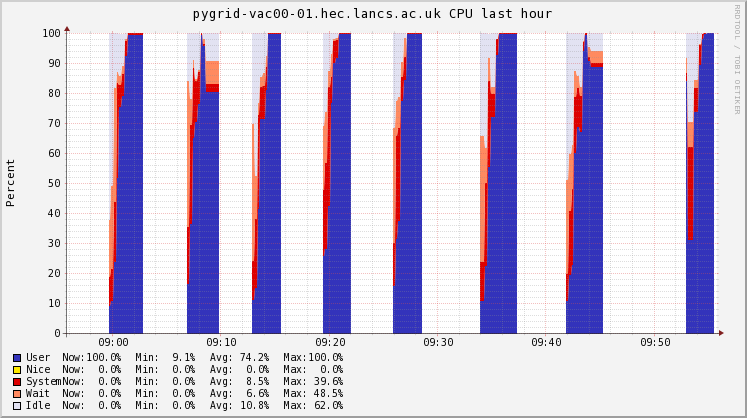 pygrid-vac00-01.hec.lancs.ac.uk CPU last hour
RRDTOOL / TOBI OETIKER
Percent
100
90
80
70
60
50
40
30
20
10
0
09:00 09:10 09:20 09:30 09:40 09:50
User Now:100.0% Min: 9.1% Avg: 74.2% Max:100.0%
Nice Now: 0.0% Min: 0.0% Avg: 0.0% Max: 0.0%
System Now: 0.0% Min: 0.0% Avg: 8.5% Max: 39.6%
Wait Now: 0.0% Min: 0.0% Avg: 6.6% Max: 48.5%
Idle Now: 0.0% Min: 0.0% Avg: 10.8% Max: 62.0%